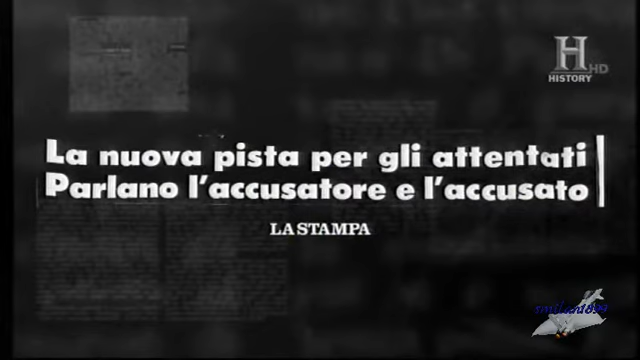 H HD
HISTORY
La nuova pista per gli attentati
Parlano l'accusatore e l'accusato
LA STAMPA